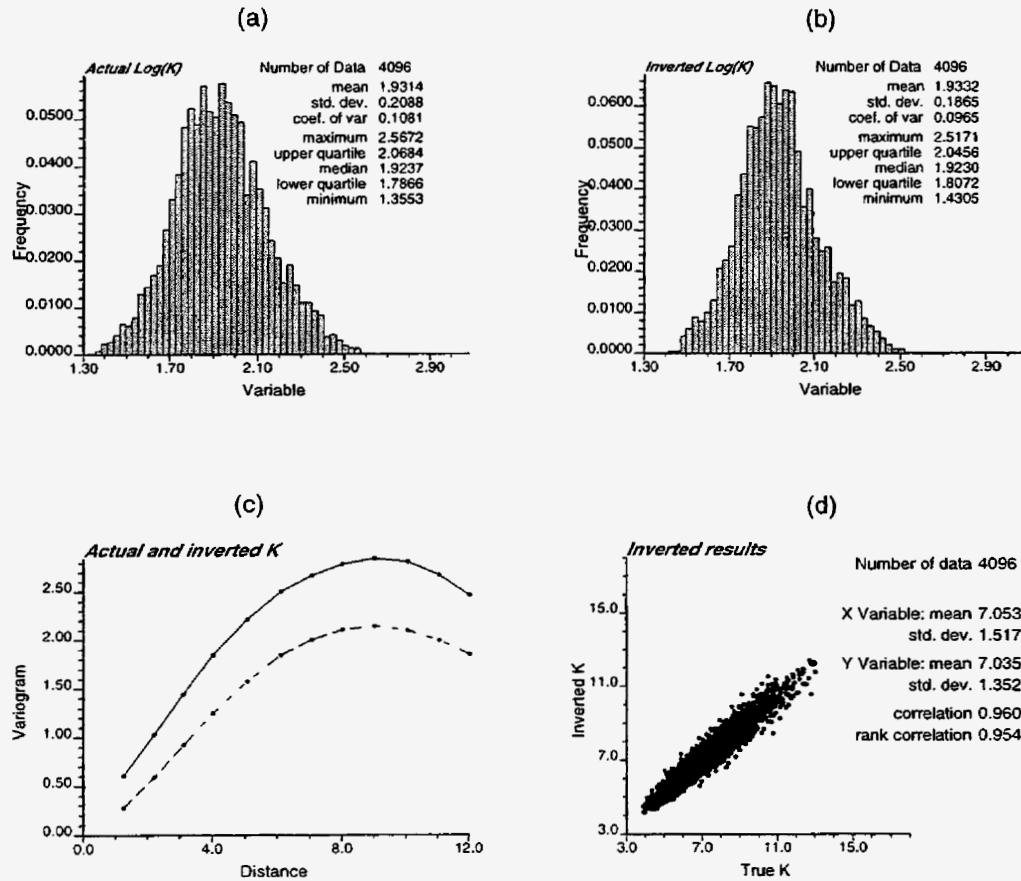 (a)
Actual Log(K)
Number of Data 4096
mean 1.9314
std. dev. 0.2088
coef. of var 0.1081
maximum 2.5672
upper quartile 2.0684
median 1.9237
lower quartile 1.7866
minimum 1.3553
Frequency
0.0500
0.0400
0.0300
0.0200
0.0100
0.0000
1.30 1.70 2.10 2.50 2.90
Variable
(b)
Inverted Log(K)
Number of Data 4096
mean 1.9332
std. dev. 0.1865
coef. of var 0.0965
maximum 2.5171
upper quartile 2.0456
median 1.9230
lower quartile 1.8072
minimum 1.4305
Frequency
0.0600
0.0400
0.0200
0.0000
1.30 1.70 2.10 2.50 2.90
Variable
(c)
Actual and inverted K
Variogram
2.50
2.00
1.50
1.00
0.50
0.00
0.0 4.0 8.0 12.0
Distance
(d)
Inverted results
Number of data 4096
X Variable: mean 7.053
std. dev. 1.517
Y Variable: mean 7.035
std. dev. 1.352
correlation 0.960
rank correlation 0.954
Inverted K
15.0
11.0
7.0
3.0
3.0 7.0 11.0 15.0
True K